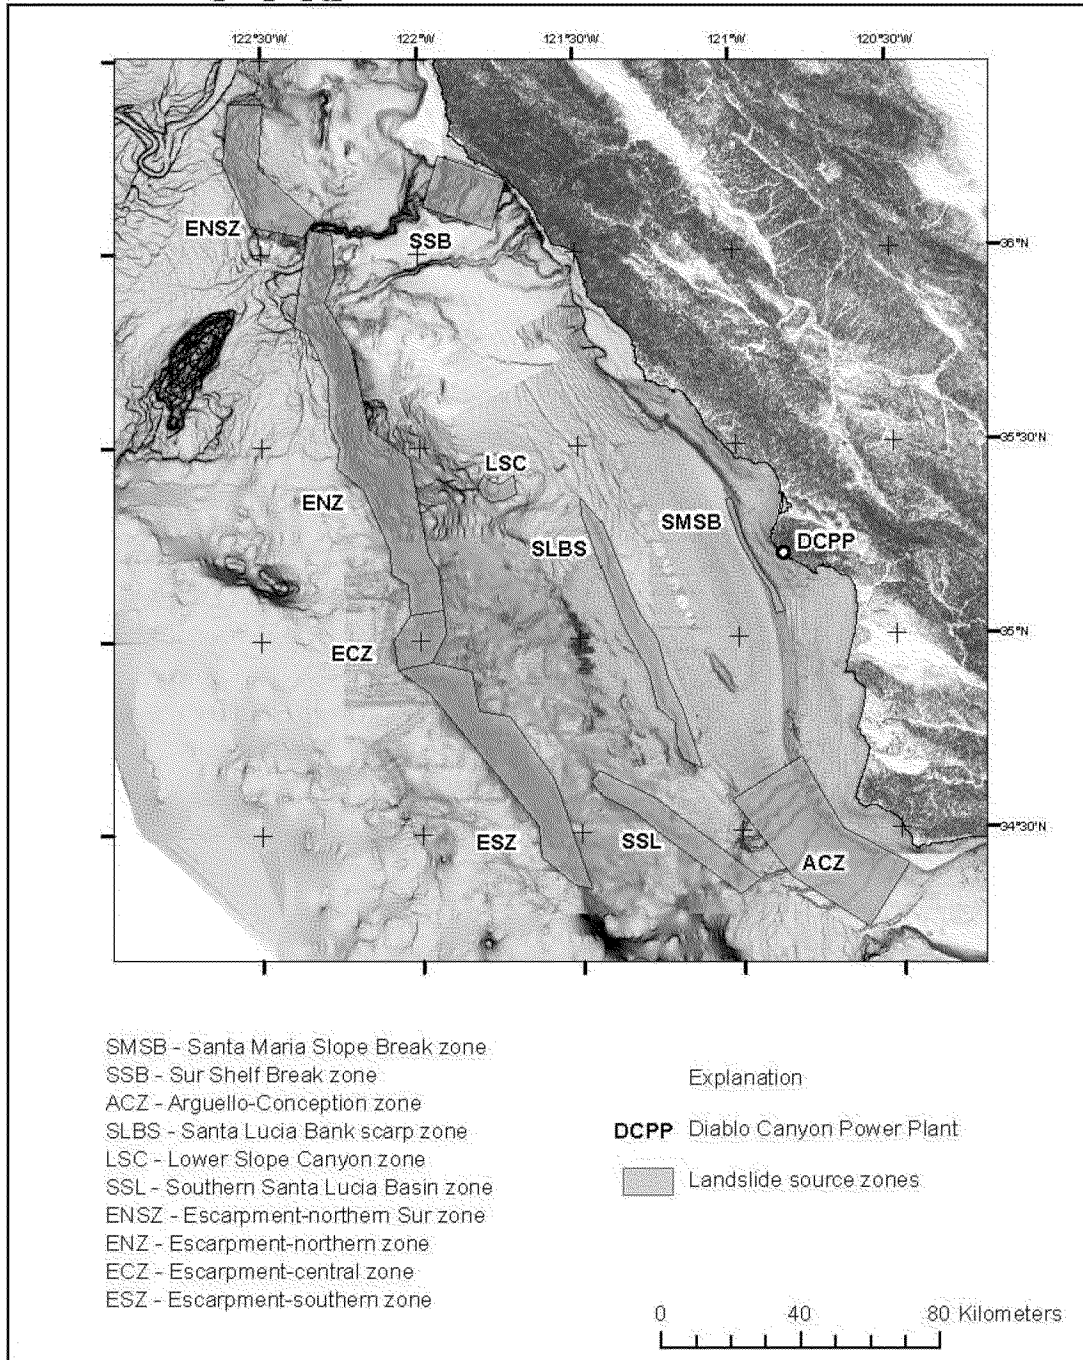 122°30'W 122°W 121°30'W 121°W 120°30'W
ENSZ
SSB
36°N
35°30'N
LSC
ENZ
SMSB
DCPP
SLBS
35°N
ECZ
34°30'N
ESZ
SSL
ACZ
SMSB - Santa Maria Slope Break zone
SSB - Sur Shelf Break zone
ACZ - Arguello-Conception zone
SLBS - Santa Lucia Bank scarp zone
LSC - Lower Slope Canyon zone
SSL - Southern Santa Lucia Basin zone
ENSZ - Escarpment-northern Sur zone
ENZ - Escarpment-northern zone
ECZ - Escarpment-central zone
ESZ - Escarpment-southern zone
Explanation
DCPP Diablo Canyon Power Plant
Landslide source zones
0 40 80 Kilometers